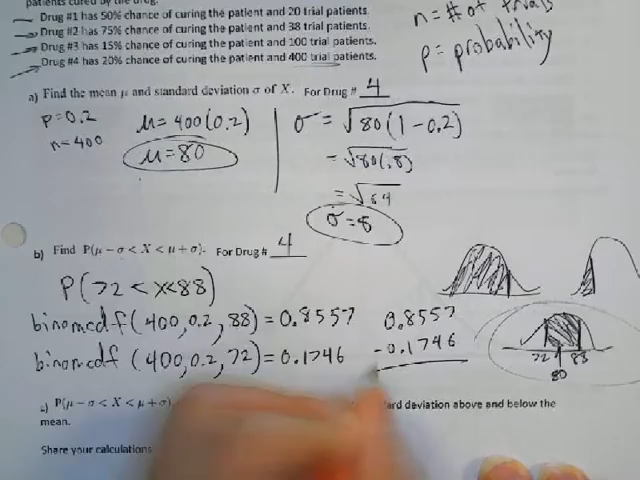 patients cured by the drug.
Drug #1 has 50% chance of curing the patient and 20 trial patients.
Drug #2 has 75% chance of curing the patient and 38 trial patients.
Drug #3 has 15% chance of curing the patient and 100 trial patients.
Drug #4 has 20% chance of curing the patient and 400 trial patients.
n = # of trials
p = probability
a) Find the mean μ and standard deviation σ of X. For Drug # 4
p=0.2
n=400
μ = 400(0.2)
μ = 80
σ = √80(1-0.2)
= √80(.8)
= √64
σ = 8
b) Find P(μ − σ < X < μ + σ). For Drug # 4
P(72 < x < 88)
binomcdf(400, 0.2, 88) = 0.8557
binomcdf(400, 0.2, 72) = 0.1746
0.8557
-0.1746
72 88
80
c) P(μ − σ < X < μ + σ)
deviation above and below the
mean.
Share your calculations